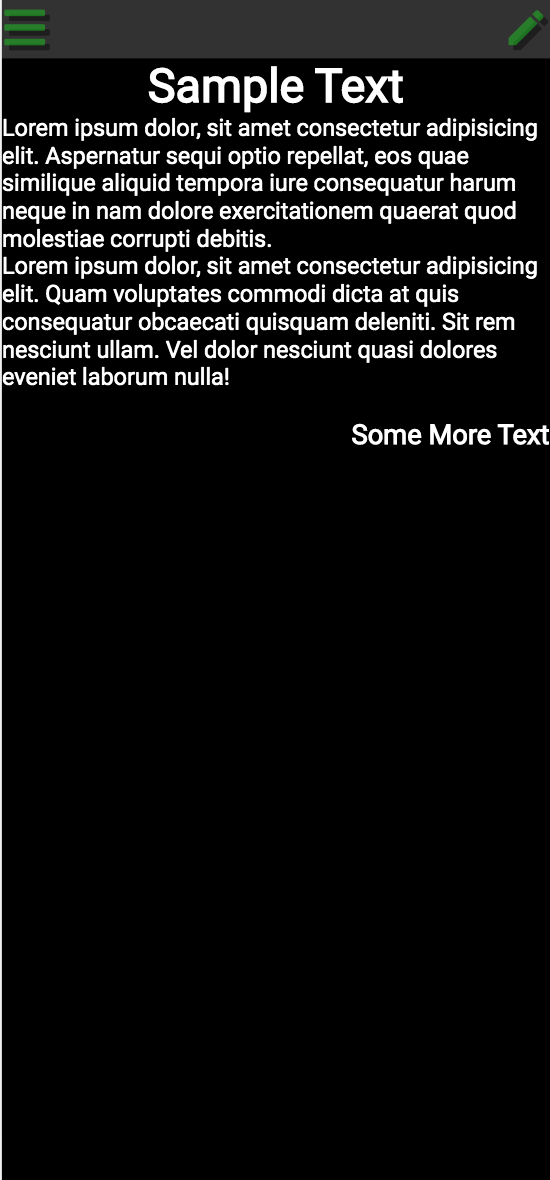 Sample Text
Lorem ipsum dolor, sit amet consectetur adipisicing
elit. Aspernatur sequi optio repellat, eos quae
similique aliquid tempora iure consequatur harum
neque in nam dolore exercitationem quaerat quod
molestiae corrupti debitis.
Lorem ipsum dolor, sit amet consectetur adipisicing
elit. Quam voluptates commodi dicta at quis
consequatur obcaecati quisquam deleniti. Sit rem
nesciunt ullam. Vel dolor nesciunt quasi dolores
eveniet laborum nulla!
Some More Text